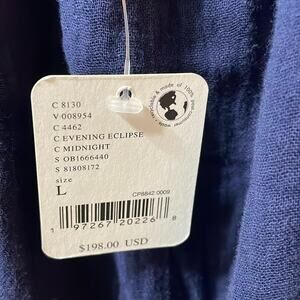 C 8130
V 008954
C 4462
C EVENING ECLIPSE
C MIDNIGHT
S OB1666440
S 81808172
size
L
CP8842 0009
1 97267 20226 8
$198.00 USD